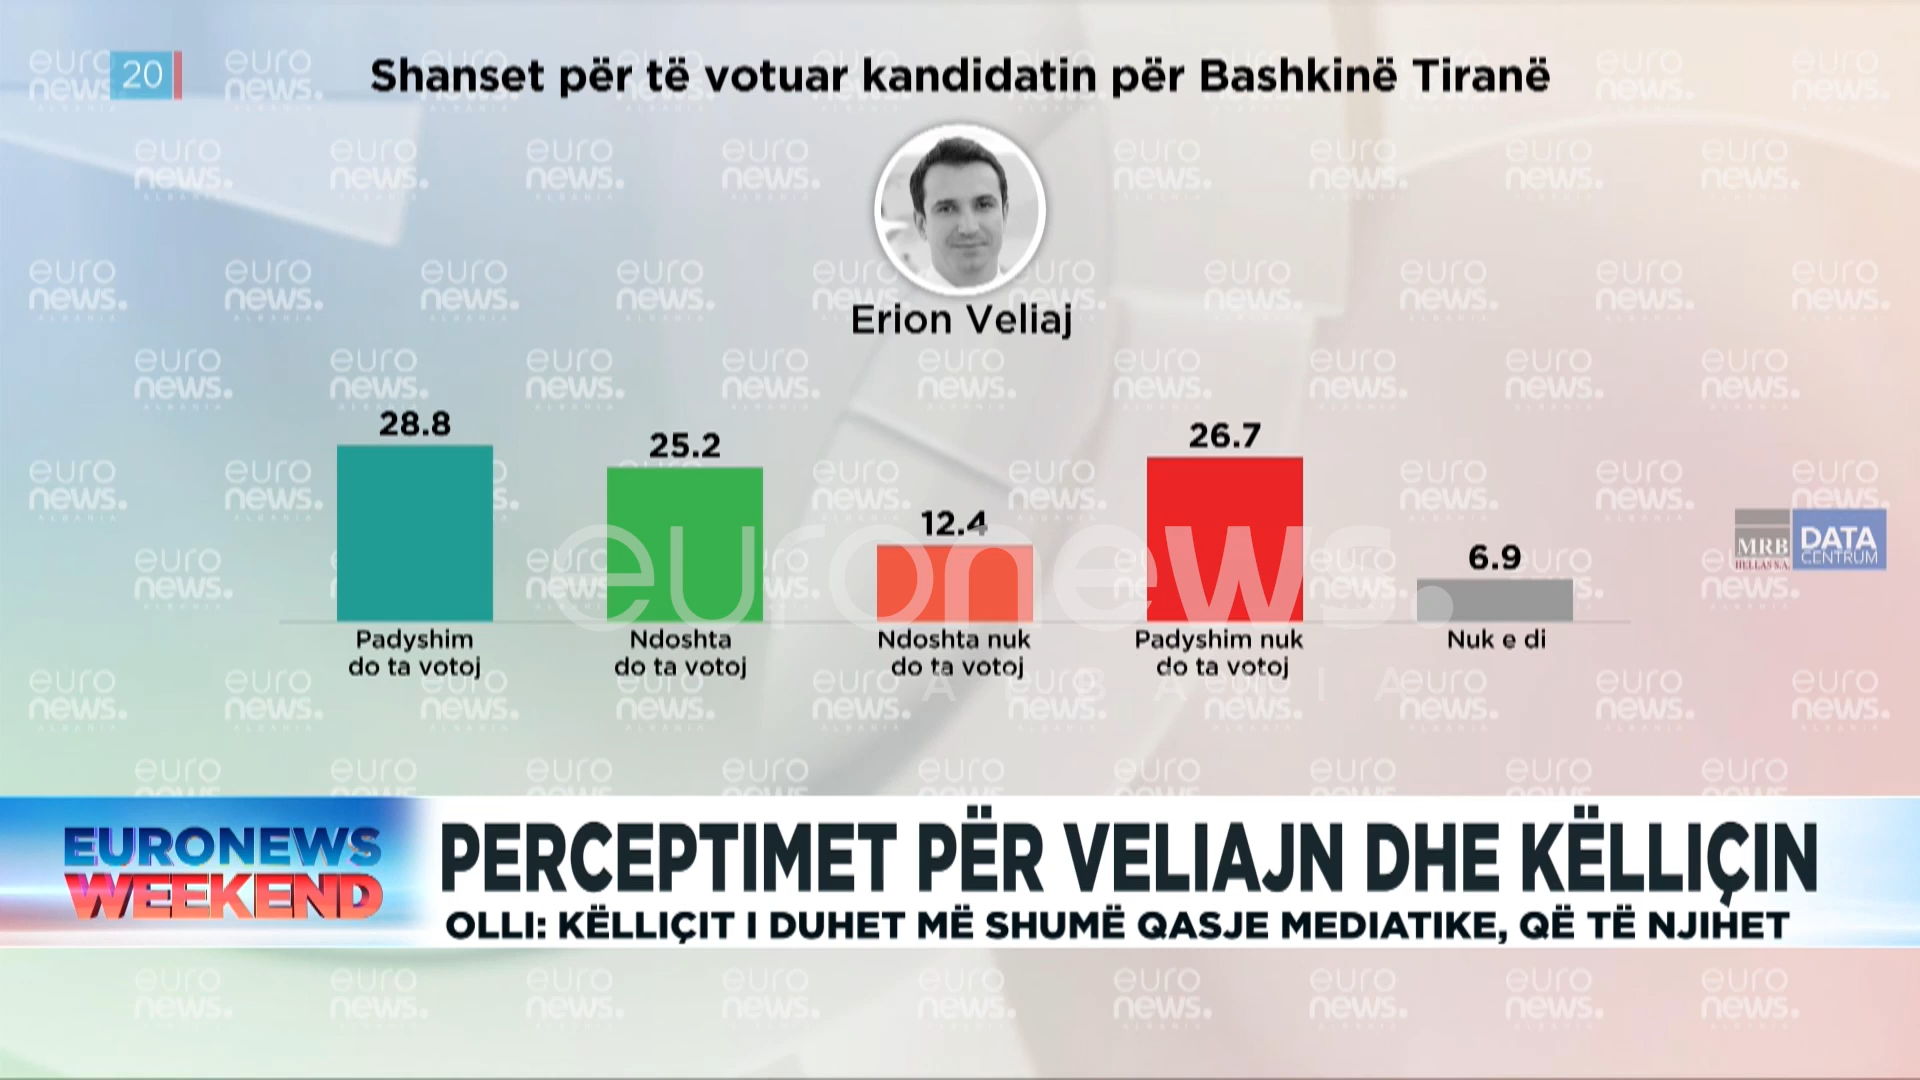 20
Shanset për të votuar kandidatin për Bashkinë Tiranë
Erion Veliaj
28.8
25.2
12.4
26.7
6.9
Padyshim
do ta votoj
Ndoshta
do ta votoj
Ndoshta nuk
do ta votoj
Padyshim nuk
do ta votoj
Nuk e di
MRB
HELLAS S.A.
DATA
CENTRUM
euronews.
ALBANIA
EURONEWS
WEEKEND
PERCEPTIMET PËR VELIAJN DHE KËLLIÇIN
OLLI: KËLLIÇIT I DUHET MË SHUMË QASJE MEDIATIKE, QË TË NJIHET